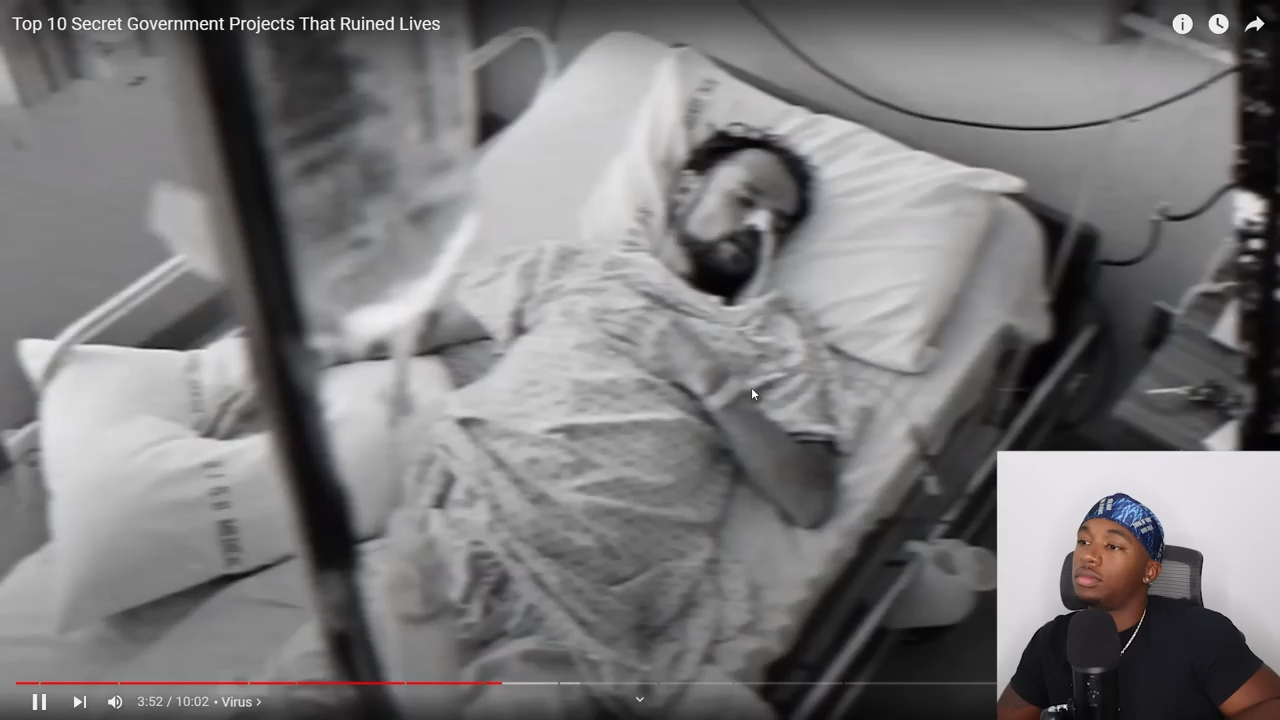 Top 10 Secret Government Projects That Ruined Lives
3:52 / 10:02 • Virus >